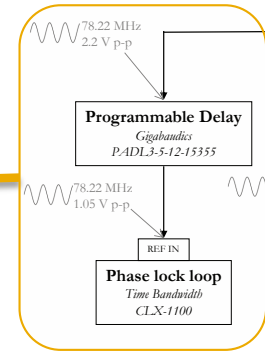 78.22 MHz
2.2 V p-p
Programmable Delay
Gigabaudics
PADL3-5-12-15355
78.22 MHz
1.05 V p-p
REF IN
Phase lock loop
Time Bandwidth
CLX-1100